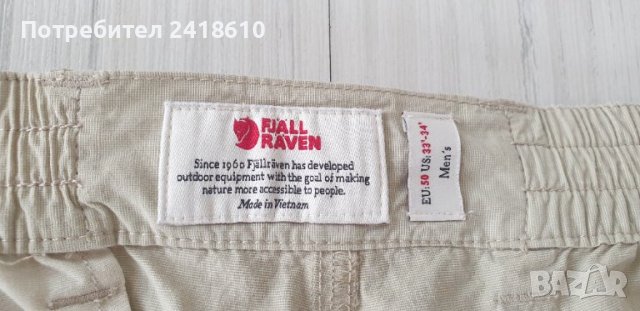 Потребител 2418610
FJÄLL
RÄVEN
Since 1960 Fjällräven has developed
outdoor equipment with the goal of making
nature more accessible to people.
Made in Vietnam
EU:50 US:33'-34'
Men's
BAZAR